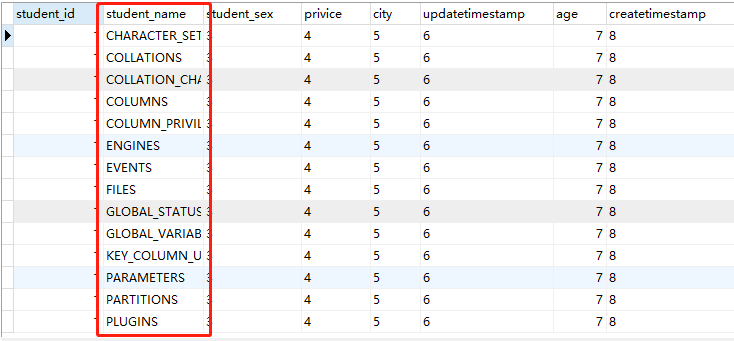 student_id student_name student_sex privice city updatetimestamp age createtimestamp
CHARACTER_SET 3 4 5 6 7 8
COLLATIONS 3 4 5 6 7 8
COLLATION_CHA 3 4 5 6 7 8
COLUMNS 3 4 5 6 7 8
COLUMN_PRIVIL 3 4 5 6 7 8
ENGINES 3 4 5 6 7 8
EVENTS 3 4 5 6 7 8
FILES 3 4 5 6 7 8
GLOBAL_STATUS 3 4 5 6 7 8
GLOBAL_VARIAB 3 4 5 6 7 8
KEY_COLUMN_U 3 4 5 6 7 8
PARAMETERS 3 4 5 6 7 8
PARTITIONS 3 4 5 6 7 8
PLUGINS 3 4 5 6 7 8